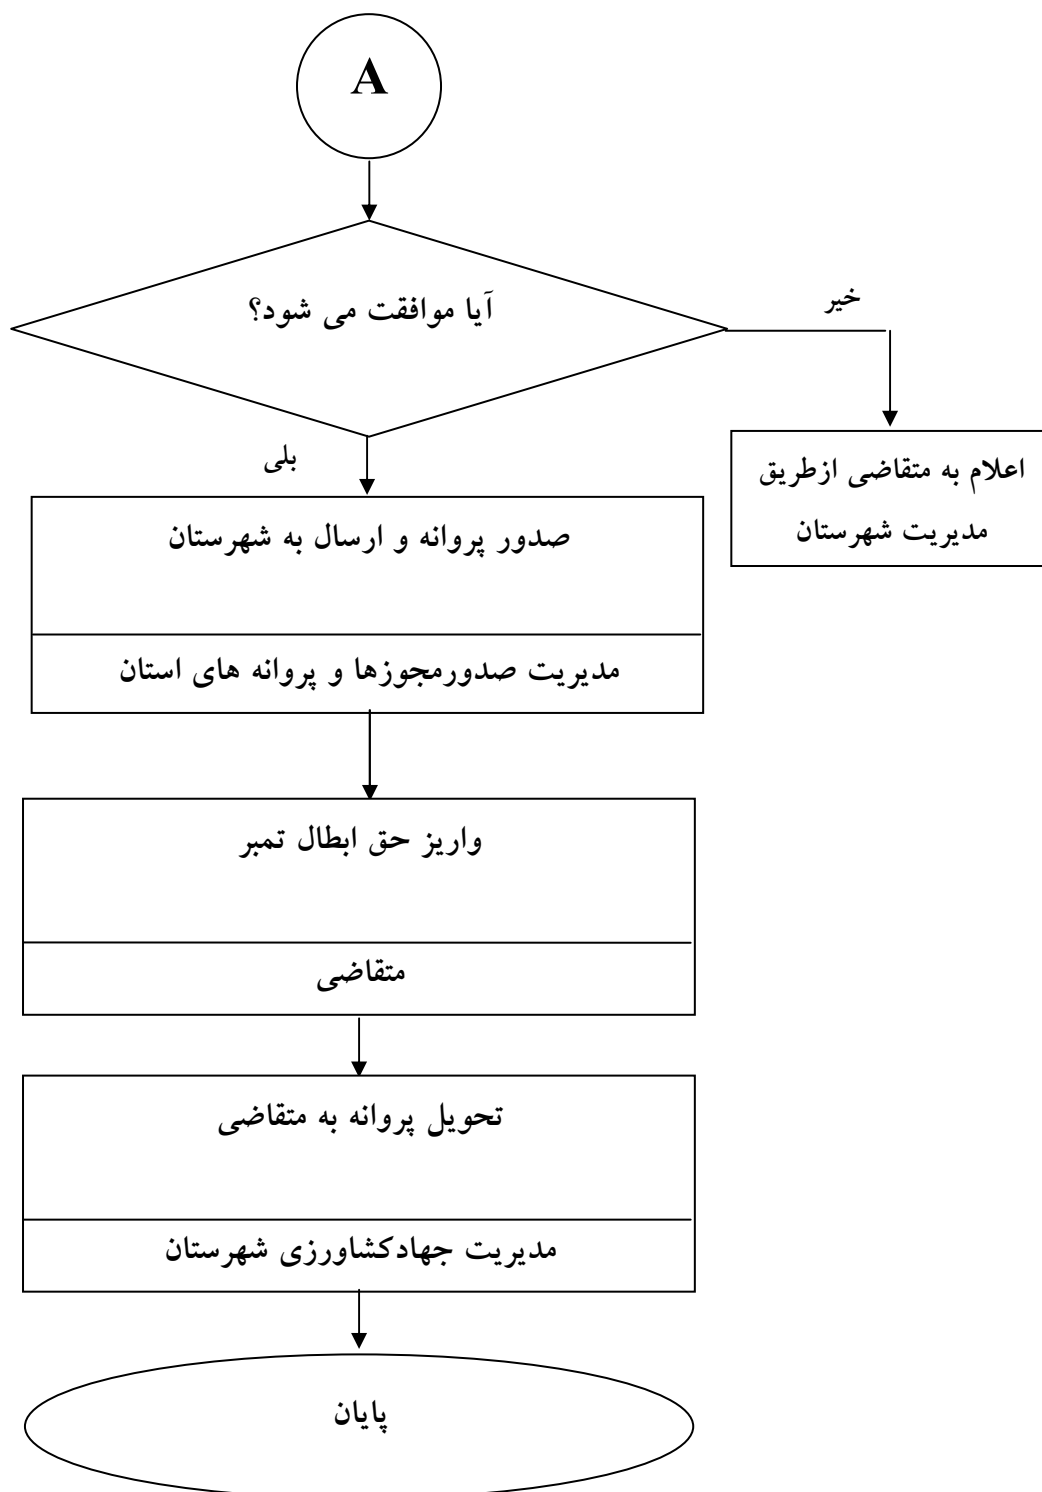 A
آیا موافقت می شود؟
خیر
بلی
اعلام به متقاضی ازطریق
مدیریت شهرستان
صدور پروانه و ارسال به شهرستان
مدیریت صدورمجوزها و پروانه های استان
واریز حق ابطال تمبر
متقاضی
تحویل پروانه به متقاضی
مدیریت جهادکشاورزی شهرستان
پایان